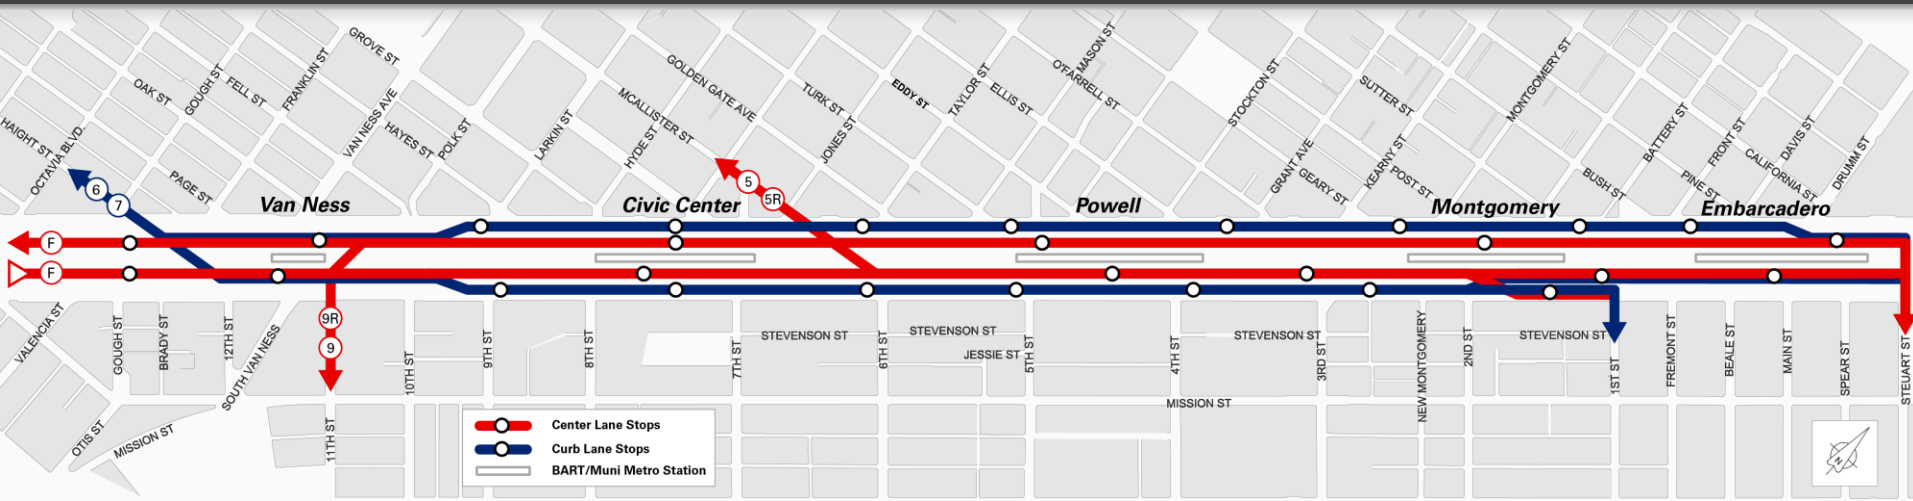 GROVE ST
OAK ST
GOUGH ST
FELL ST
FRANKLIN ST
VAN NESS AVE
HAYES ST
POLK ST
LARKIN ST
HYDE ST
MCALLISTER ST
GOLDEN GATE AVE
TURK ST
JONES ST
EDDY ST
TAYLOR ST
ELLIS ST
O'FARRELL ST
MASON ST
STOCKTON ST
GRANT AVE
GEARY ST
KEARNY ST
POST ST
SUTTER ST
MONTGOMERY ST
BUSH ST
BATTERY ST
PINE ST
FRONT ST
CALIFORNIA ST
DAVIS ST
DRUMM ST
HAIGHT ST
OCTAVIA BLVD.
PAGE ST
6
7
5
5R
Van Ness
Civic Center
Powell
Montgomery
Embarcadero
F
F
9R
9
VALENCIA ST
GOUGH ST
BRADY ST
12TH ST
SOUTH VAN NESS
OTIS ST
MISSION ST
11TH ST
10TH ST
9TH ST
8TH ST
7TH ST
STEVENSON ST
6TH ST
STEVENSON ST
JESSIE ST
5TH ST
4TH ST
STEVENSON ST
MISSION ST
3RD ST
NEW MONTGOMERY
2ND ST
STEVENSON ST
1ST ST
FREMONT ST
BEALE ST
MAIN ST
SPEAR ST
STEUART ST
Center Lane Stops
Curb Lane Stops
BART/Muni Metro Station
N